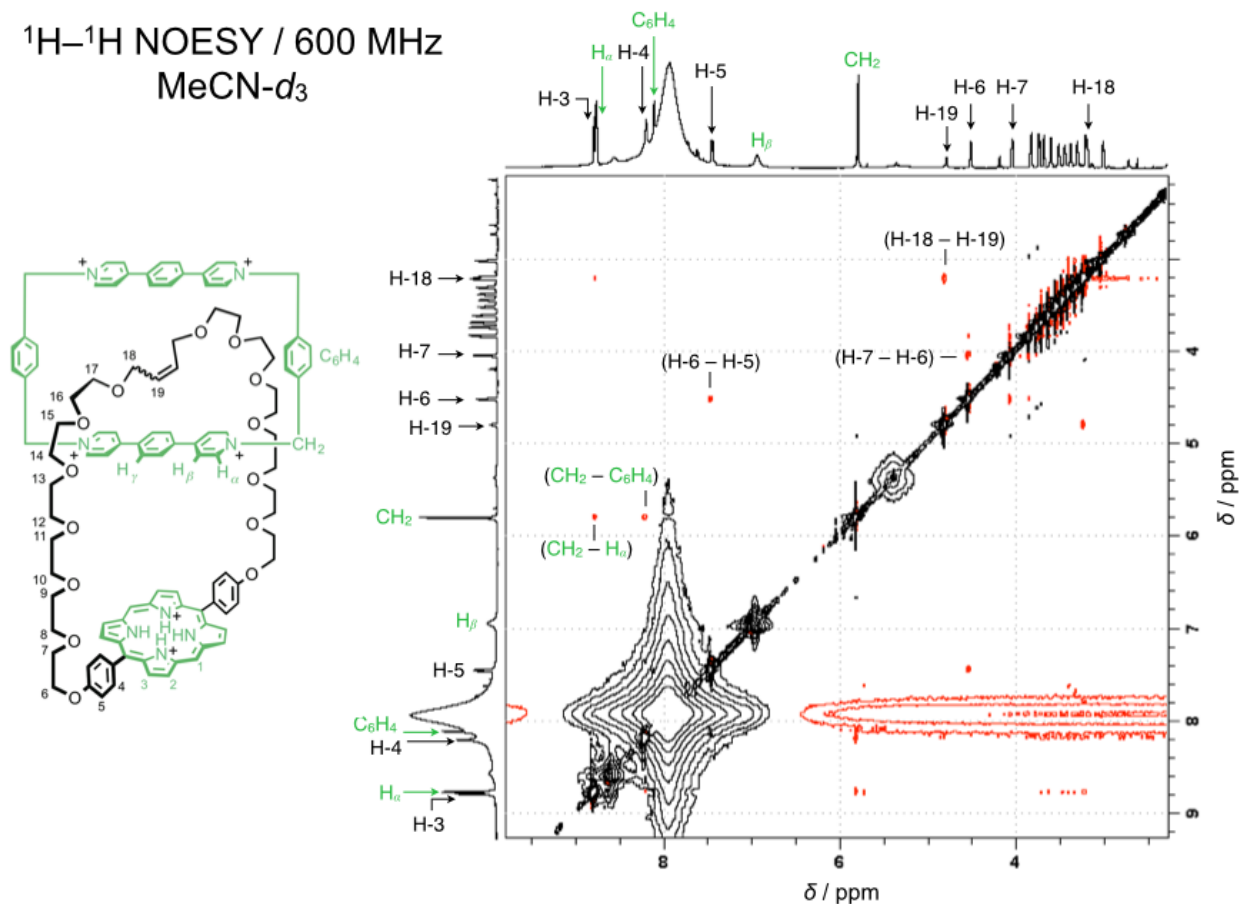 ¹H–¹H NOESY / 600 MHz
MeCN-d₃
H-3
Hα
H-4
C₆H₄
H-5
Hβ
CH₂
H-19
H-6
H-7
H-18
H-18
H-7
H-6
H-19
CH₂
Hβ
H-5
C₆H₄
H-4
Hα
H-3
(H-18 – H-19)
(H-7 – H-6)
(H-6 – H-5)
(CH₂ – C₆H₄)
(CH₂ – Hα)
4
5
6
7
8
9
δ / ppm
8
6
4
δ / ppm
+
N
N
+
O
O
18
17
O
19
C₆H₄
16
O
O
15
O
O
14
N
N
CH₂
O
+
+
Hγ
Hβ
Hα
13
12
O
O
11
10
O
O
9
8
O
O
7
N
+
H
NH
HN
H
N
+
6
O
5
4
3
2
1